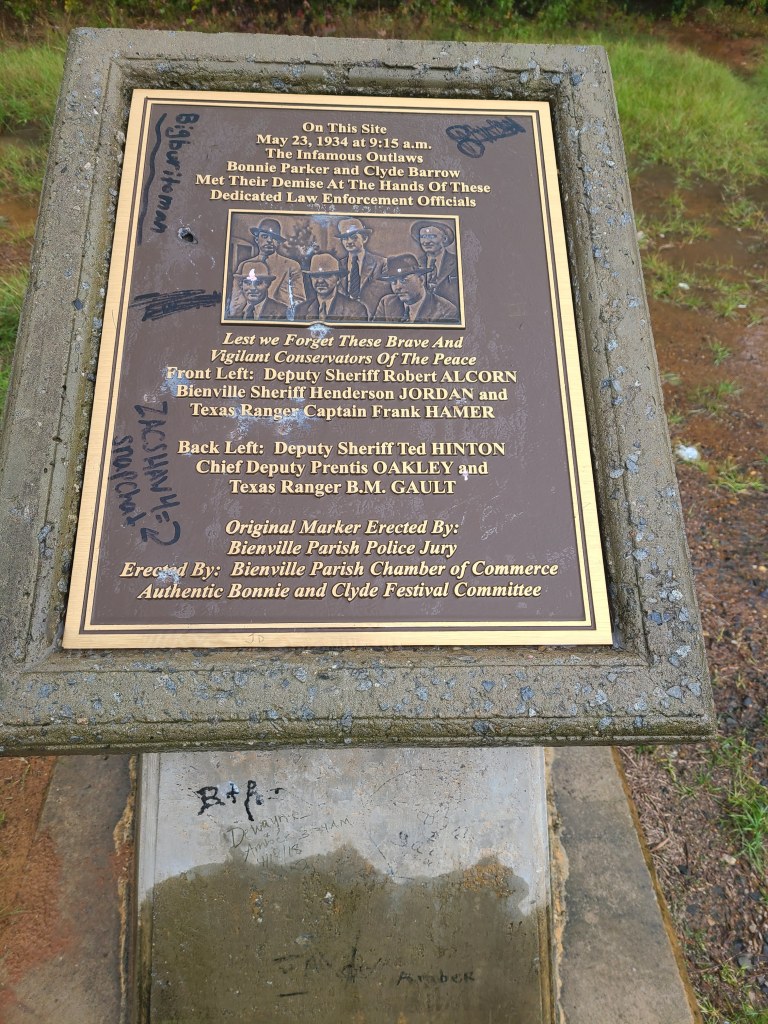 On This Site
May 23, 1934 at 9:15 a.m.
The Infamous Outlaws
Bonnie Parker and Clyde Barrow
Met Their Demise At The Hands Of These
Dedicated Law Enforcement Officials
Lest we Forget These Brave And
Vigilant Conservators Of The Peace
Front Left: Deputy Sheriff Robert ALCORN
Bienville Sheriff Henderson JORDAN and
Texas Ranger Captain Frank HAMER
Back Left: Deputy Sheriff Ted HINTON
Chief Deputy Prentis OAKLEY and
Texas Ranger B.M. GAULT
Original Marker Erected By:
Bienville Parish Police Jury
Erected By: Bienville Parish Chamber of Commerce
Authentic Bonnie and Clyde Festival Committee
snapchat
JD
Dwayne
Amber